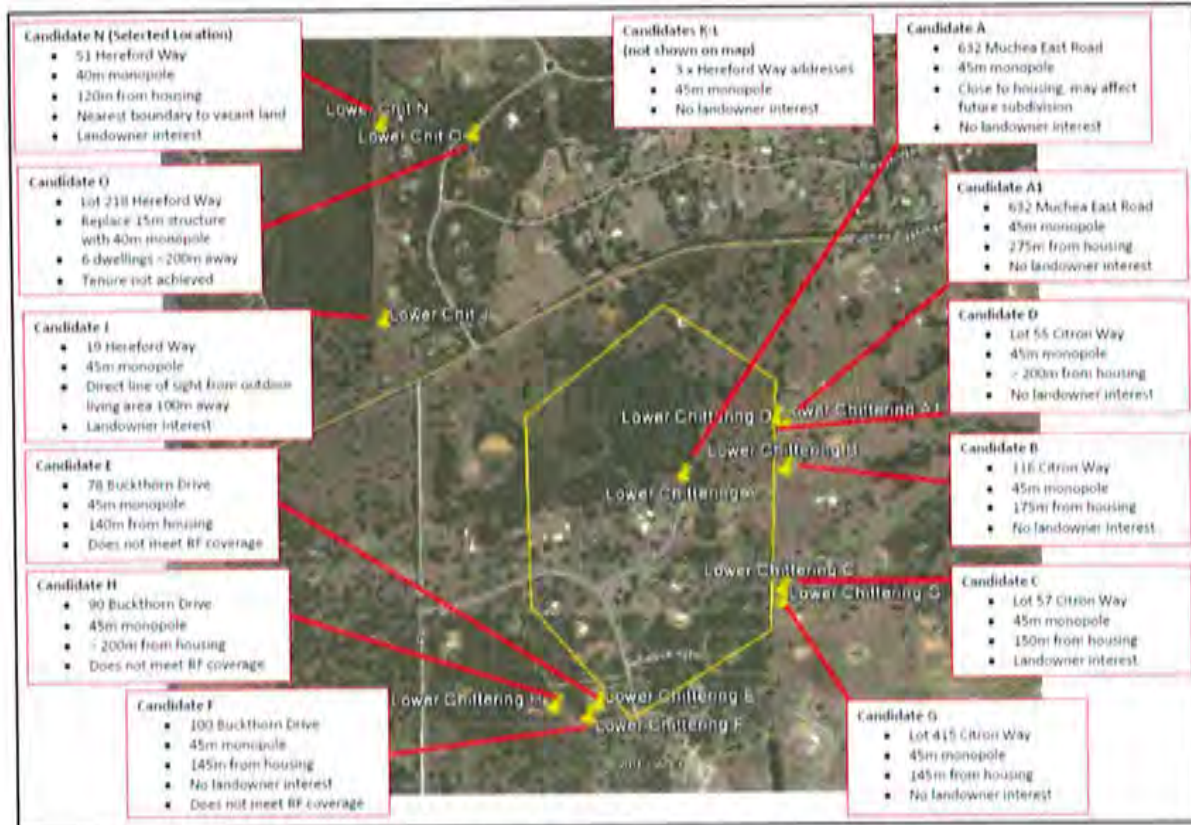 Candidate N (Selected Location)
• 51 Hereford Way
• 40m monopole
• 120m from housing
• Nearest boundary to vacant land
• Landowner interest
Candidate O
• Lot 218 Hereford Way
• Replace 15m structure
with 40m monopole
• 6 dwellings <200m away
• Tenure not achieved
Candidate J
• 19 Hereford Way
• 45m monopole
• Direct line of sight from outdoor
living area 100m away
• Landowner interest
Candidate E
• 78 Buckthorn Drive
• 45m monopole
• 140m from housing
• Does not meet RF coverage
Candidate H
• 90 Buckthorn Drive
• 45m monopole
• 200m from housing
• Does not meet RF coverage
Candidate F
• 100 Buckthorn Drive
• 45m monopole
• 145m from housing
• No landowner interest
• Does not meet RF coverage
Candidates K-L
(not shown on map)
• 3 x Hereford Way addresses
• 45m monopole
• No landowner interest
Candidate A
• 632 Muchea East Road
• 45m monopole
• Close to housing, may affect
future subdivision
• No landowner interest
Candidate A1
• 632 Muchea East Road
• 45m monopole
• 275m from housing
• No landowner interest
Candidate D
• Lot 55 Citron Way
• 45m monopole
• 200m from housing
• No landowner interest
Candidate B
• 116 Citron Way
• 45m monopole
• 175m from housing
• No landowner interest
Candidate C
• Lot 57 Citron Way
• 45m monopole
• 150m from housing
• Landowner interest
Candidate G
• Lot 415 Citron Way
• 45m monopole
• 145m from housing
• No landowner interest
Lower Chit N
Lower Chit O
Lower Chit J
Lower Chittering D
Lower Chittering A1
Lower Chittering B
Lower Chittering A
Lower Chittering C
Lower Chittering G
Lower Chittering H
Lower Chittering E
Lower Chittering F